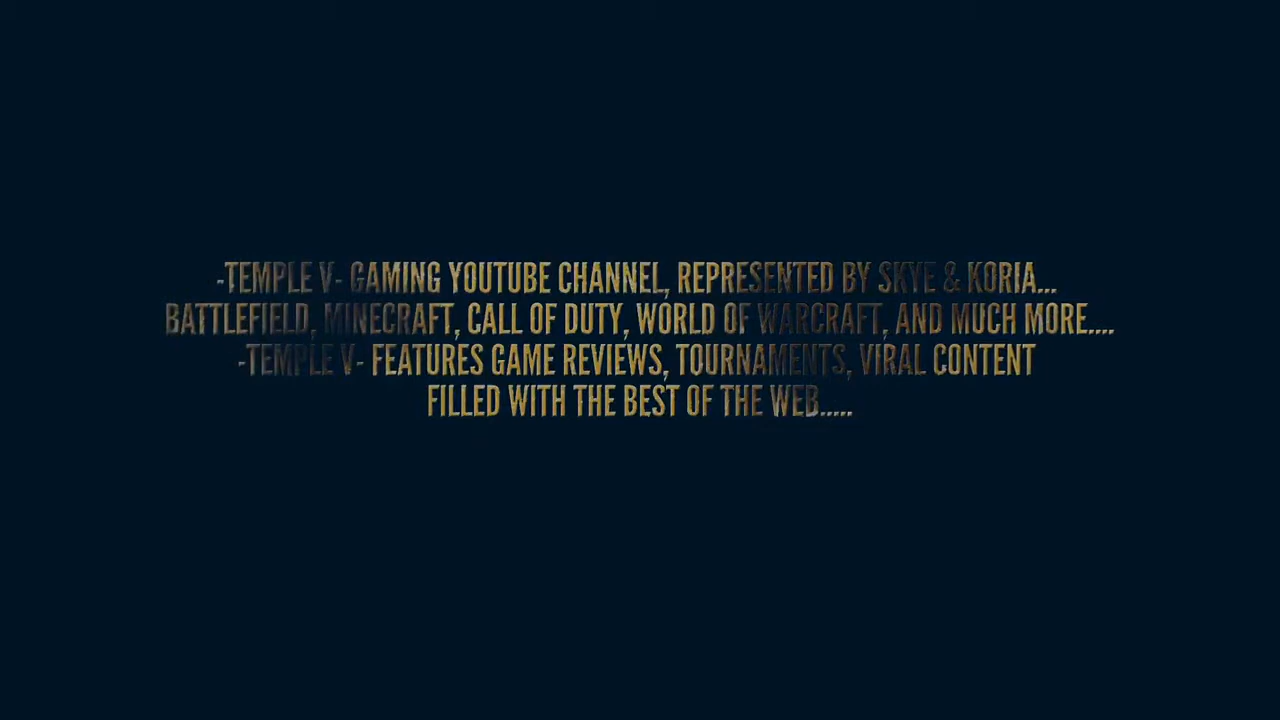 -TEMPLE V- GAMING YOUTUBE CHANNEL, REPRESENTED BY SKYE & KORIA...
BATTLEFIELD, MINECRAFT, CALL OF DUTY, WORLD OF WARCRAFT, AND MUCH MORE....
-TEMPLE V- FEATURES GAME REVIEWS, TOURNAMENTS, VIRAL CONTENT
FILLED WITH THE BEST OF THE WEB.....